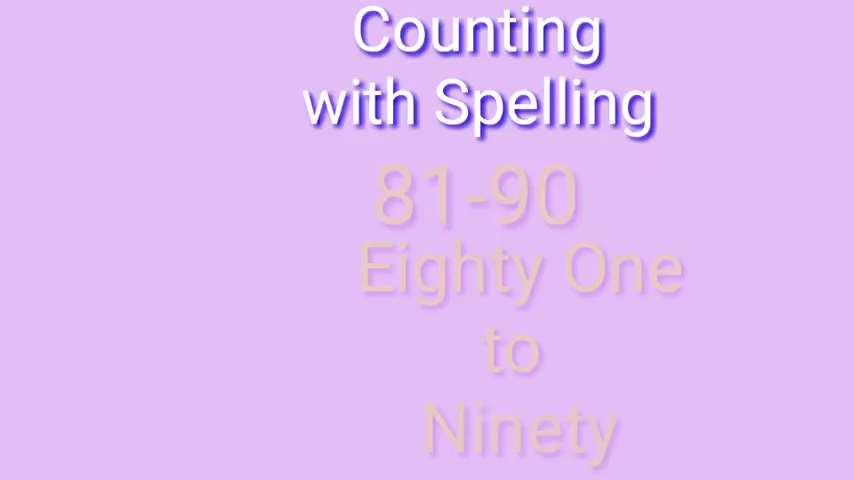 Counting
with Spelling
81-90
Eighty One
to
Ninety